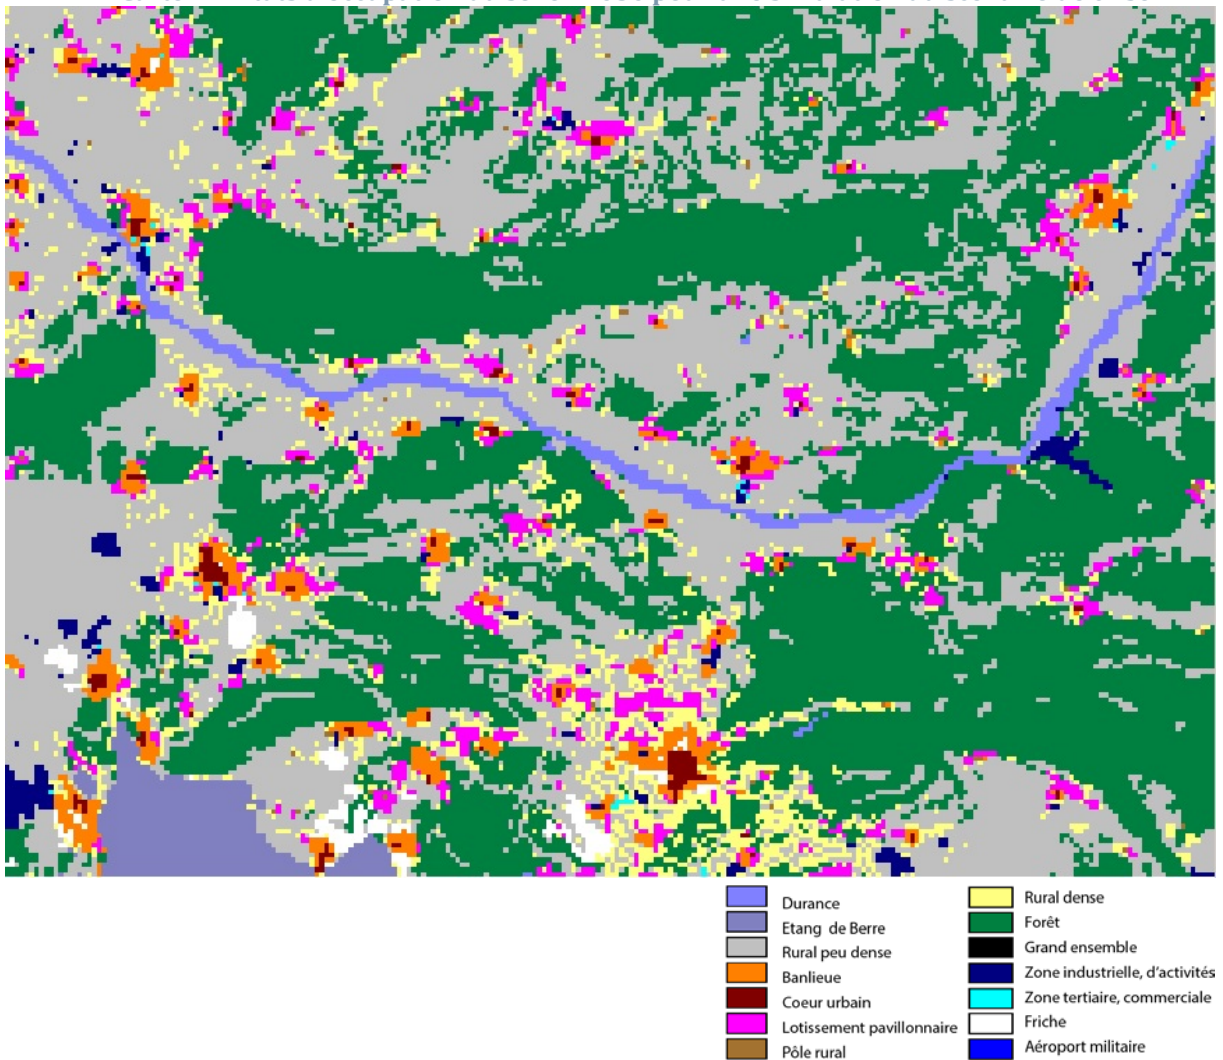 Durance
Etang de Berre
Rural peu dense
Banlieue
Coeur urbain
Lotissement pavillonnaire
Pôle rural
Rural dense
Forêt
Grand ensemble
Zone industrielle, d'activités
Zone tertiaire, commerciale
Friche
Aéroport militaire